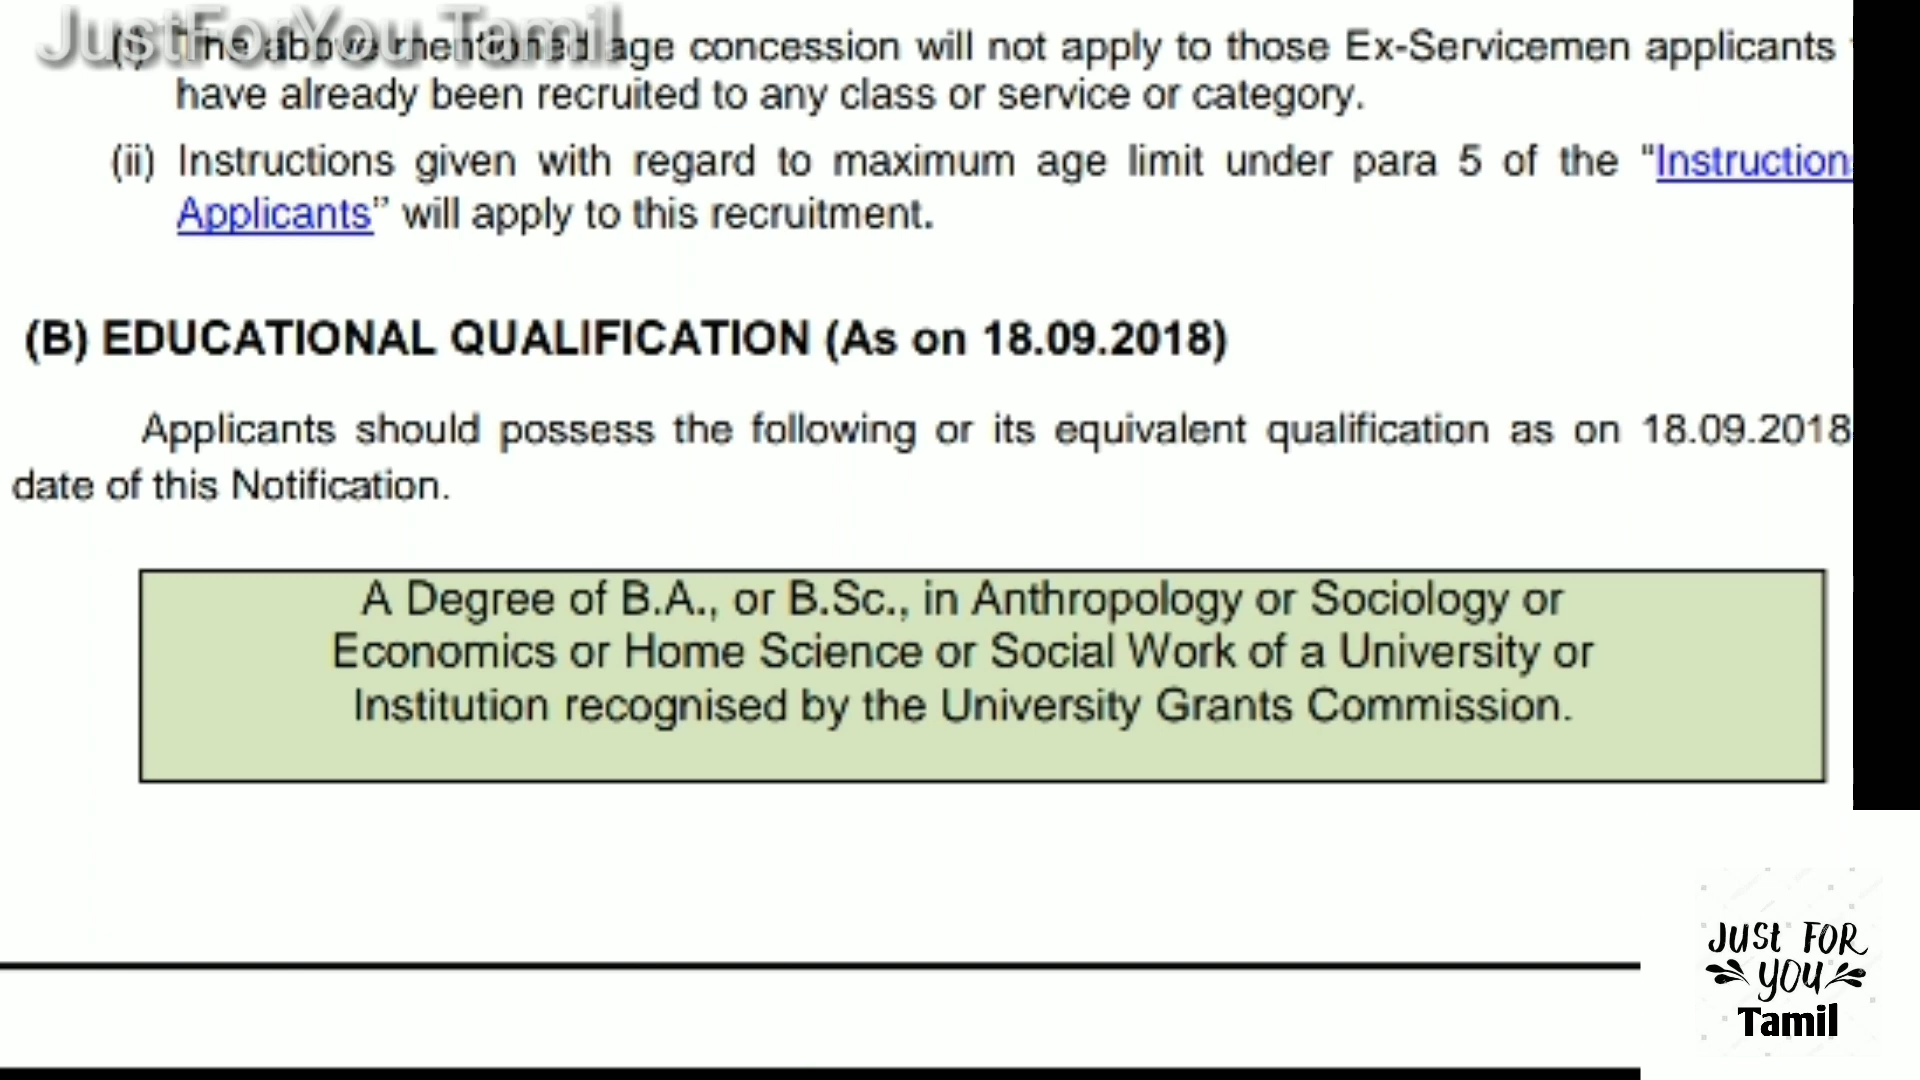 JustForYou Tamil
(i) The above mentioned age concession will not apply to those Ex-Servicemen applicants
have already been recruited to any class or service or category.
(ii) Instructions given with regard to maximum age limit under para 5 of the “Instruction
Applicants” will apply to this recruitment.
(B) EDUCATIONAL QUALIFICATION (As on 18.09.2018)
Applicants should possess the following or its equivalent qualification as on 18.09.2018
date of this Notification.
A Degree of B.A., or B.Sc., in Anthropology or Sociology or
Economics or Home Science or Social Work of a University or
Institution recognised by the University Grants Commission.
JUST FOR
YOU
Tamil